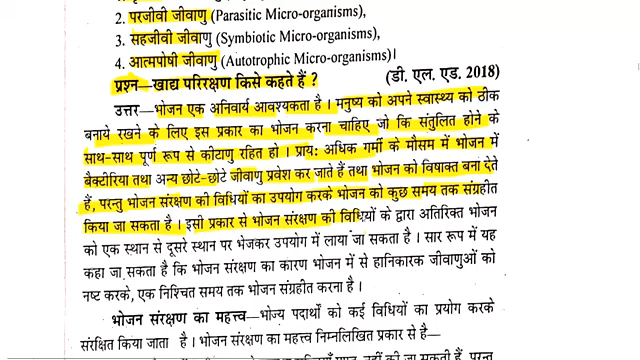 2. परजीवी जीवाणु (Parasitic Micro-organisms),
3. सहजीवी जीवाणु (Symbiotic Micro-organisms),
4. आत्मपोषी जीवाणु (Autotrophic Micro-organisms)।
प्रश्न—खाद्य परिरक्षण किसे कहते हैं ? (डी. एल. एड. 2018)
उत्तर—भोजन एक अनिवार्य आवश्यकता है । मनुष्य को अपने स्वास्थ्य को ठीक
बनाये रखने के लिए इस प्रकार का भोजन करना चाहिए जो कि संतुलित होने के
साथ-साथ पूर्ण रूप से कीटाणु रहित हो । प्राय: अधिक गर्मी के मौसम में भोजन में
बैक्टीरिया तथा अन्य छोटे-छोटे जीवाणु प्रवेश कर जाते हैं तथा भोजन को विषाक्त बना देते
हैं, परन्तु भोजन संरक्षण की विधियों का उपयोग करके भोजन को कुछ समय तक संग्रहीत
किया जा सकता है । इसी प्रकार से भोजन संरक्षण की विधियों के द्वारा अतिरिक्त भोजन
को एक स्थान से दूसरे स्थान पर भेजकर उपयोग में लाया जा सकता है । सार रूप में यह
कहा जा सकता है कि भोजन संरक्षण का कारण भोजन में से हानिकारक जीवाणुओं को
नष्ट करके, एक निश्चित समय तक भोजन संग्रहीत करना है ।
भोजन संरक्षण का महत्त्व—भोज्य पदार्थों को कई विधियों का प्रयोग करके
संरक्षित किया जाता है । भोजन संरक्षण का महत्त्व निम्नलिखित प्रकार से है—